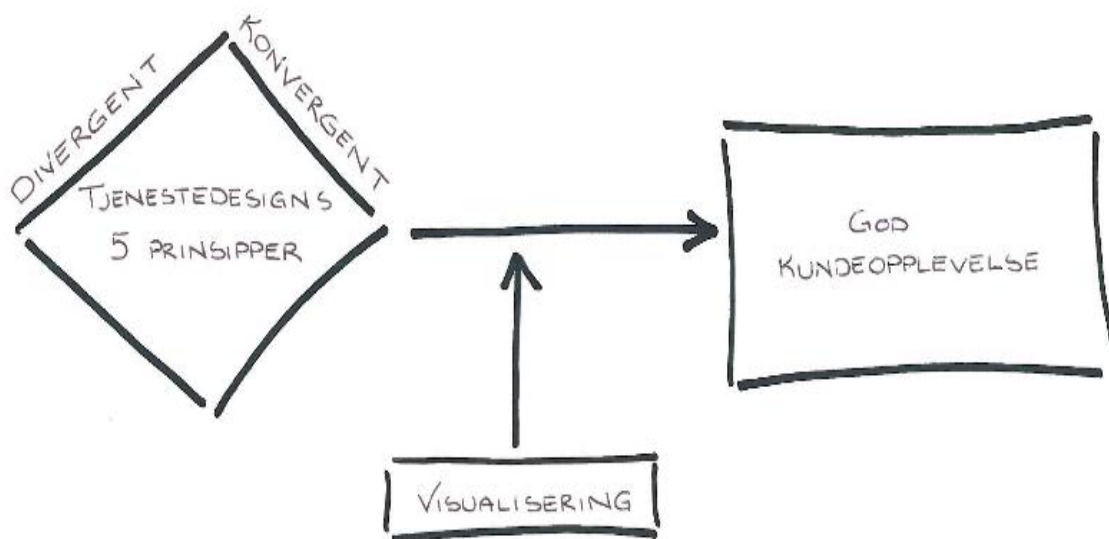 DIVERGENT
KONVERGENT
TJENESTEDESIGNS
5 PRINSIPPER
GOD
KUNDEOPPLEVELSE
VISUALISERING